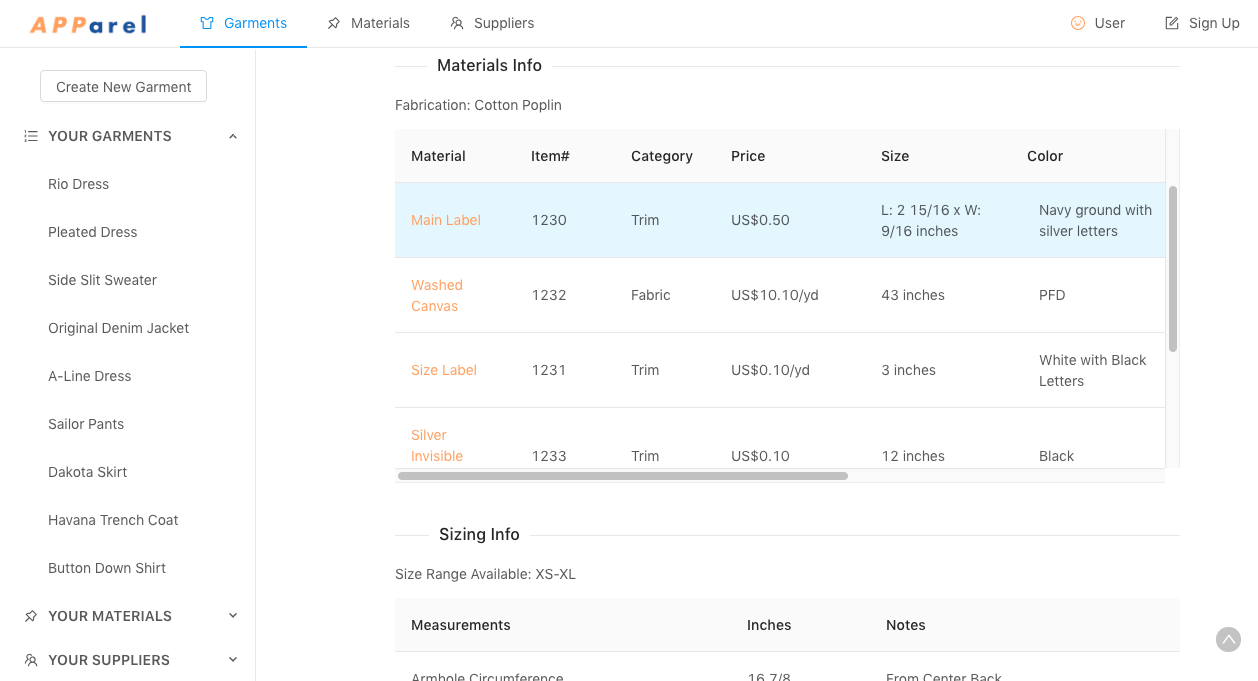 APParel Garments Materials Suppliers User Sign Up
Create New Garment
YOUR GARMENTS
Rio Dress
Pleated Dress
Side Slit Sweater
Original Denim Jacket
A-Line Dress
Sailor Pants
Dakota Skirt
Havana Trench Coat
Button Down Shirt
YOUR MATERIALS
YOUR SUPPLIERS
Materials Info
Fabrication: Cotton Poplin
Material Item# Category Price Size Color
Main Label 1230 Trim US$0.50 L: 2 15/16 x W: 9/16 inches Navy ground with silver letters
Washed Canvas 1232 Fabric US$10.10/yd 43 inches PFD
Size Label 1231 Trim US$0.10/yd 3 inches White with Black Letters
Silver Invisible 1233 Trim US$0.10 12 inches Black
Sizing Info
Size Range Available: XS-XL
Measurements Inches Notes
Armhole Circumference 16 7/8 From Center Back